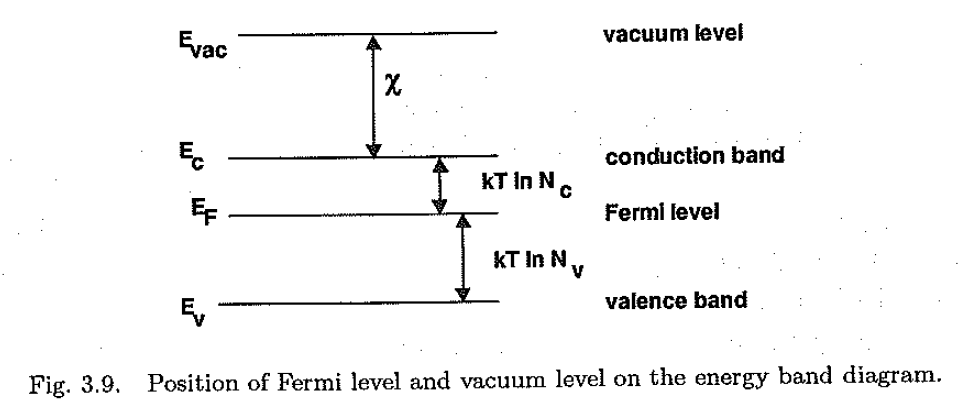 E_vac vacuum level
χ
E_c conduction band
kT ln N_c
E_F Fermi level
kT ln N_v
E_v valence band
Fig. 3.9. Position of Fermi level and vacuum level on the energy band diagram.